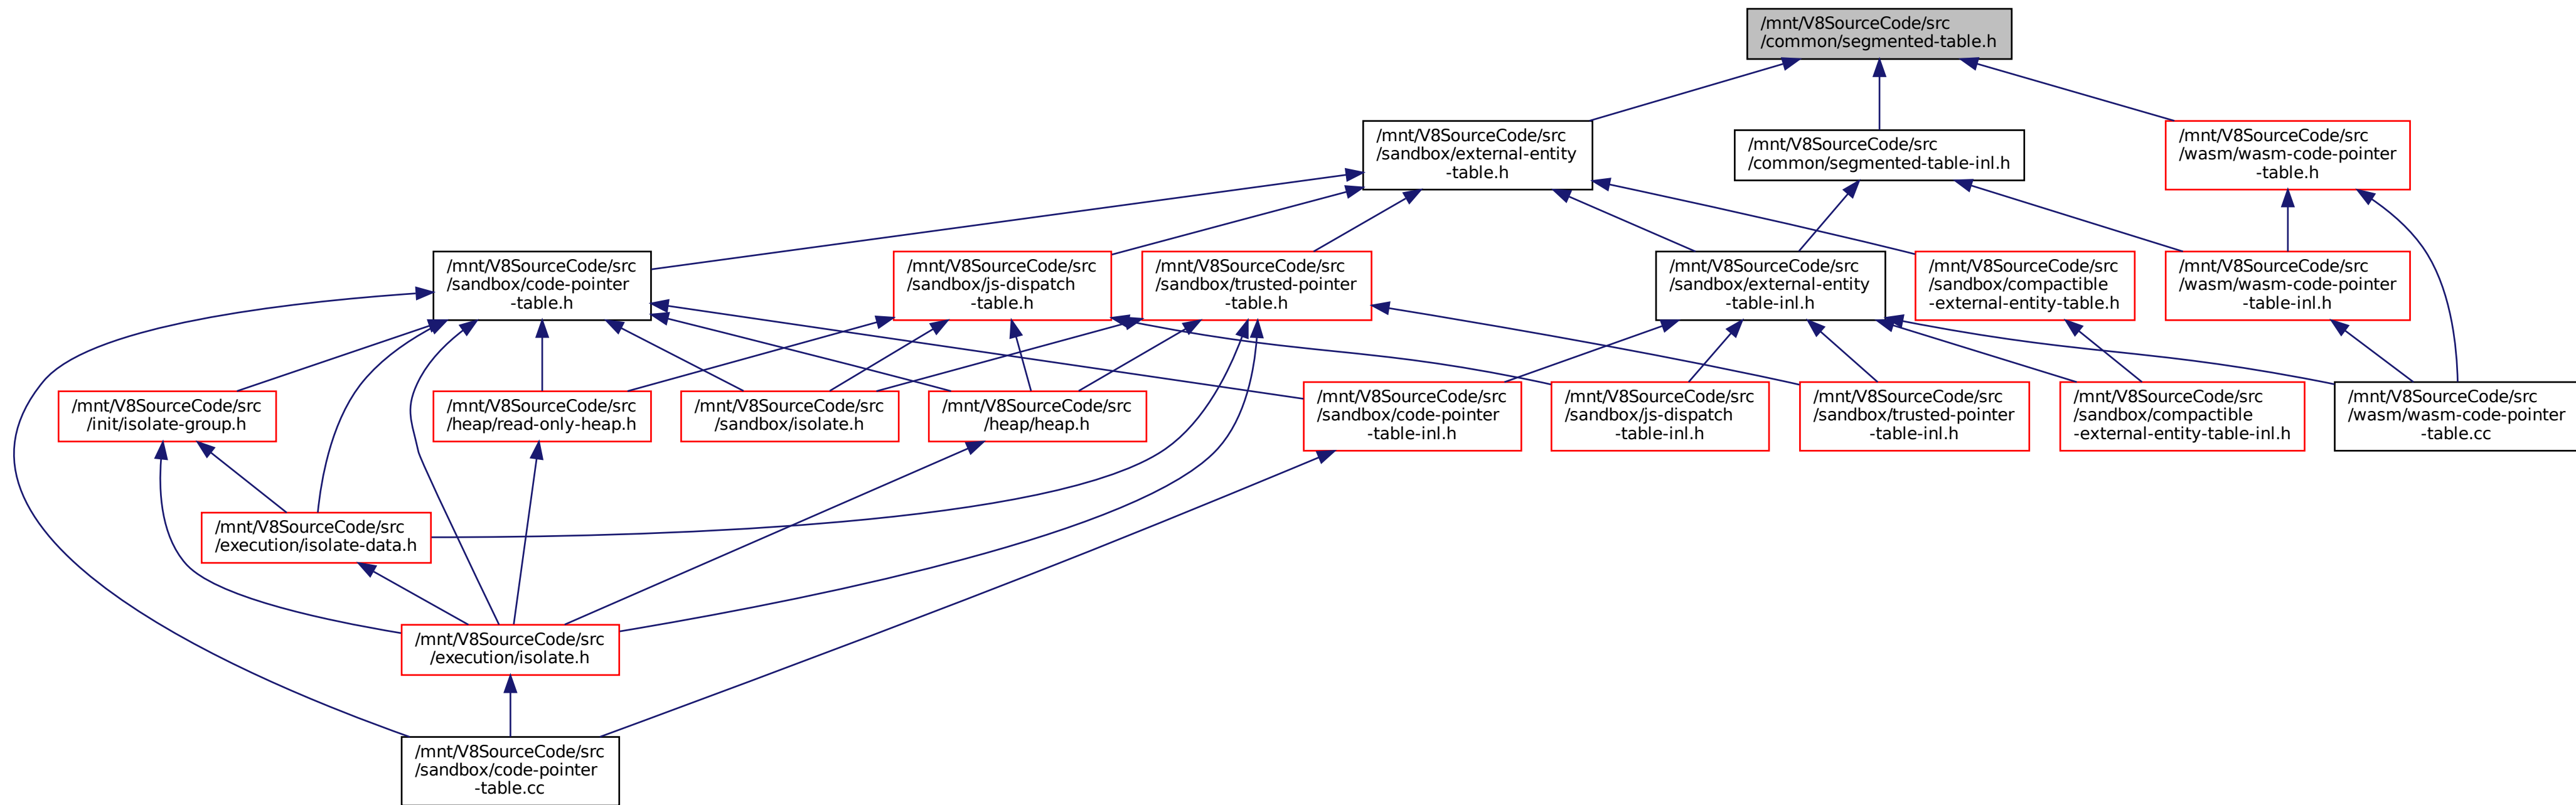 /mnt/V8SourceCode/src
/common/segmented-table.h
/mnt/V8SourceCode/src
/sandbox/external-entity
-table.h
/mnt/V8SourceCode/src
/common/segmented-table-inl.h
/mnt/V8SourceCode/src
/wasm/wasm-code-pointer
-table.h
/mnt/V8SourceCode/src
/sandbox/code-pointer
-table.h
/mnt/V8SourceCode/src
/sandbox/js-dispatch
-table.h
/mnt/V8SourceCode/src
/sandbox/trusted-pointer
-table.h
/mnt/V8SourceCode/src
/sandbox/external-entity
-table-inl.h
/mnt/V8SourceCode/src
/sandbox/compactible
-external-entity-table.h
/mnt/V8SourceCode/src
/wasm/wasm-code-pointer
-table-inl.h
/mnt/V8SourceCode/src
/init/isolate-group.h
/mnt/V8SourceCode/src
/heap/read-only-heap.h
/mnt/V8SourceCode/src
/sandbox/isolate.h
/mnt/V8SourceCode/src
/heap/heap.h
/mnt/V8SourceCode/src
/sandbox/code-pointer
-table-inl.h
/mnt/V8SourceCode/src
/sandbox/js-dispatch
-table-inl.h
/mnt/V8SourceCode/src
/sandbox/trusted-pointer
-table-inl.h
/mnt/V8SourceCode/src
/sandbox/compactible
-external-entity-table-inl.h
/mnt/V8SourceCode/src
/wasm/wasm-code-pointer
-table.cc
/mnt/V8SourceCode/src
/execution/isolate-data.h
/mnt/V8SourceCode/src
/execution/isolate.h
/mnt/V8SourceCode/src
/sandbox/code-pointer
-table.cc